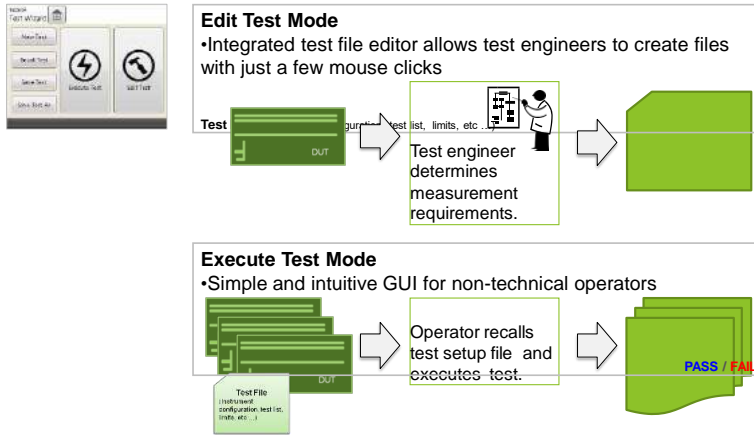 Test Wizard
New Test
Recall Test
Save Test
Save Test As
Execute Test
Edit Test
Edit Test Mode
•Integrated test file editor allows test engineers to create files
with just a few mouse clicks
Test
test list, limits, etc ...)
DUT
Test engineer
determines
measurement
requirements.
Execute Test Mode
•Simple and intuitive GUI for non-technical operators
DUT
Operator recalls
test setup file and
executes test.
PASS / FAIL
Test File
(Instrument
configuration, test list,
limits, etc ...)